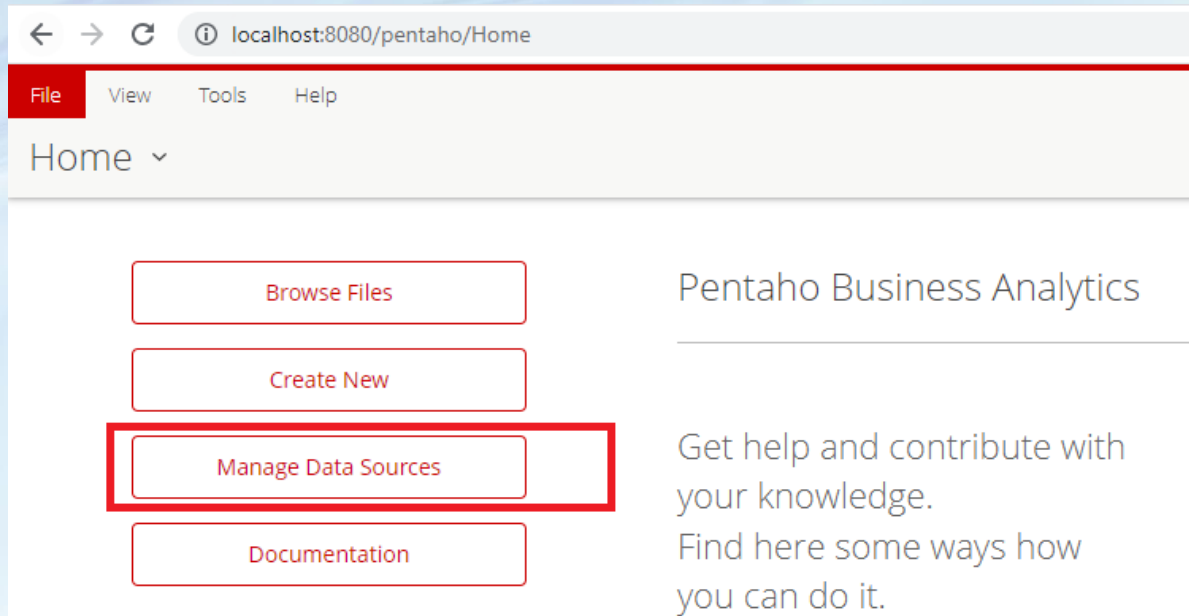 localhost:8080/pentaho/Home
File View Tools Help
Home
Browse Files
Create New
Manage Data Sources
Documentation
Pentaho Business Analytics
Get help and contribute with
your knowledge.
Find here some ways how
you can do it.